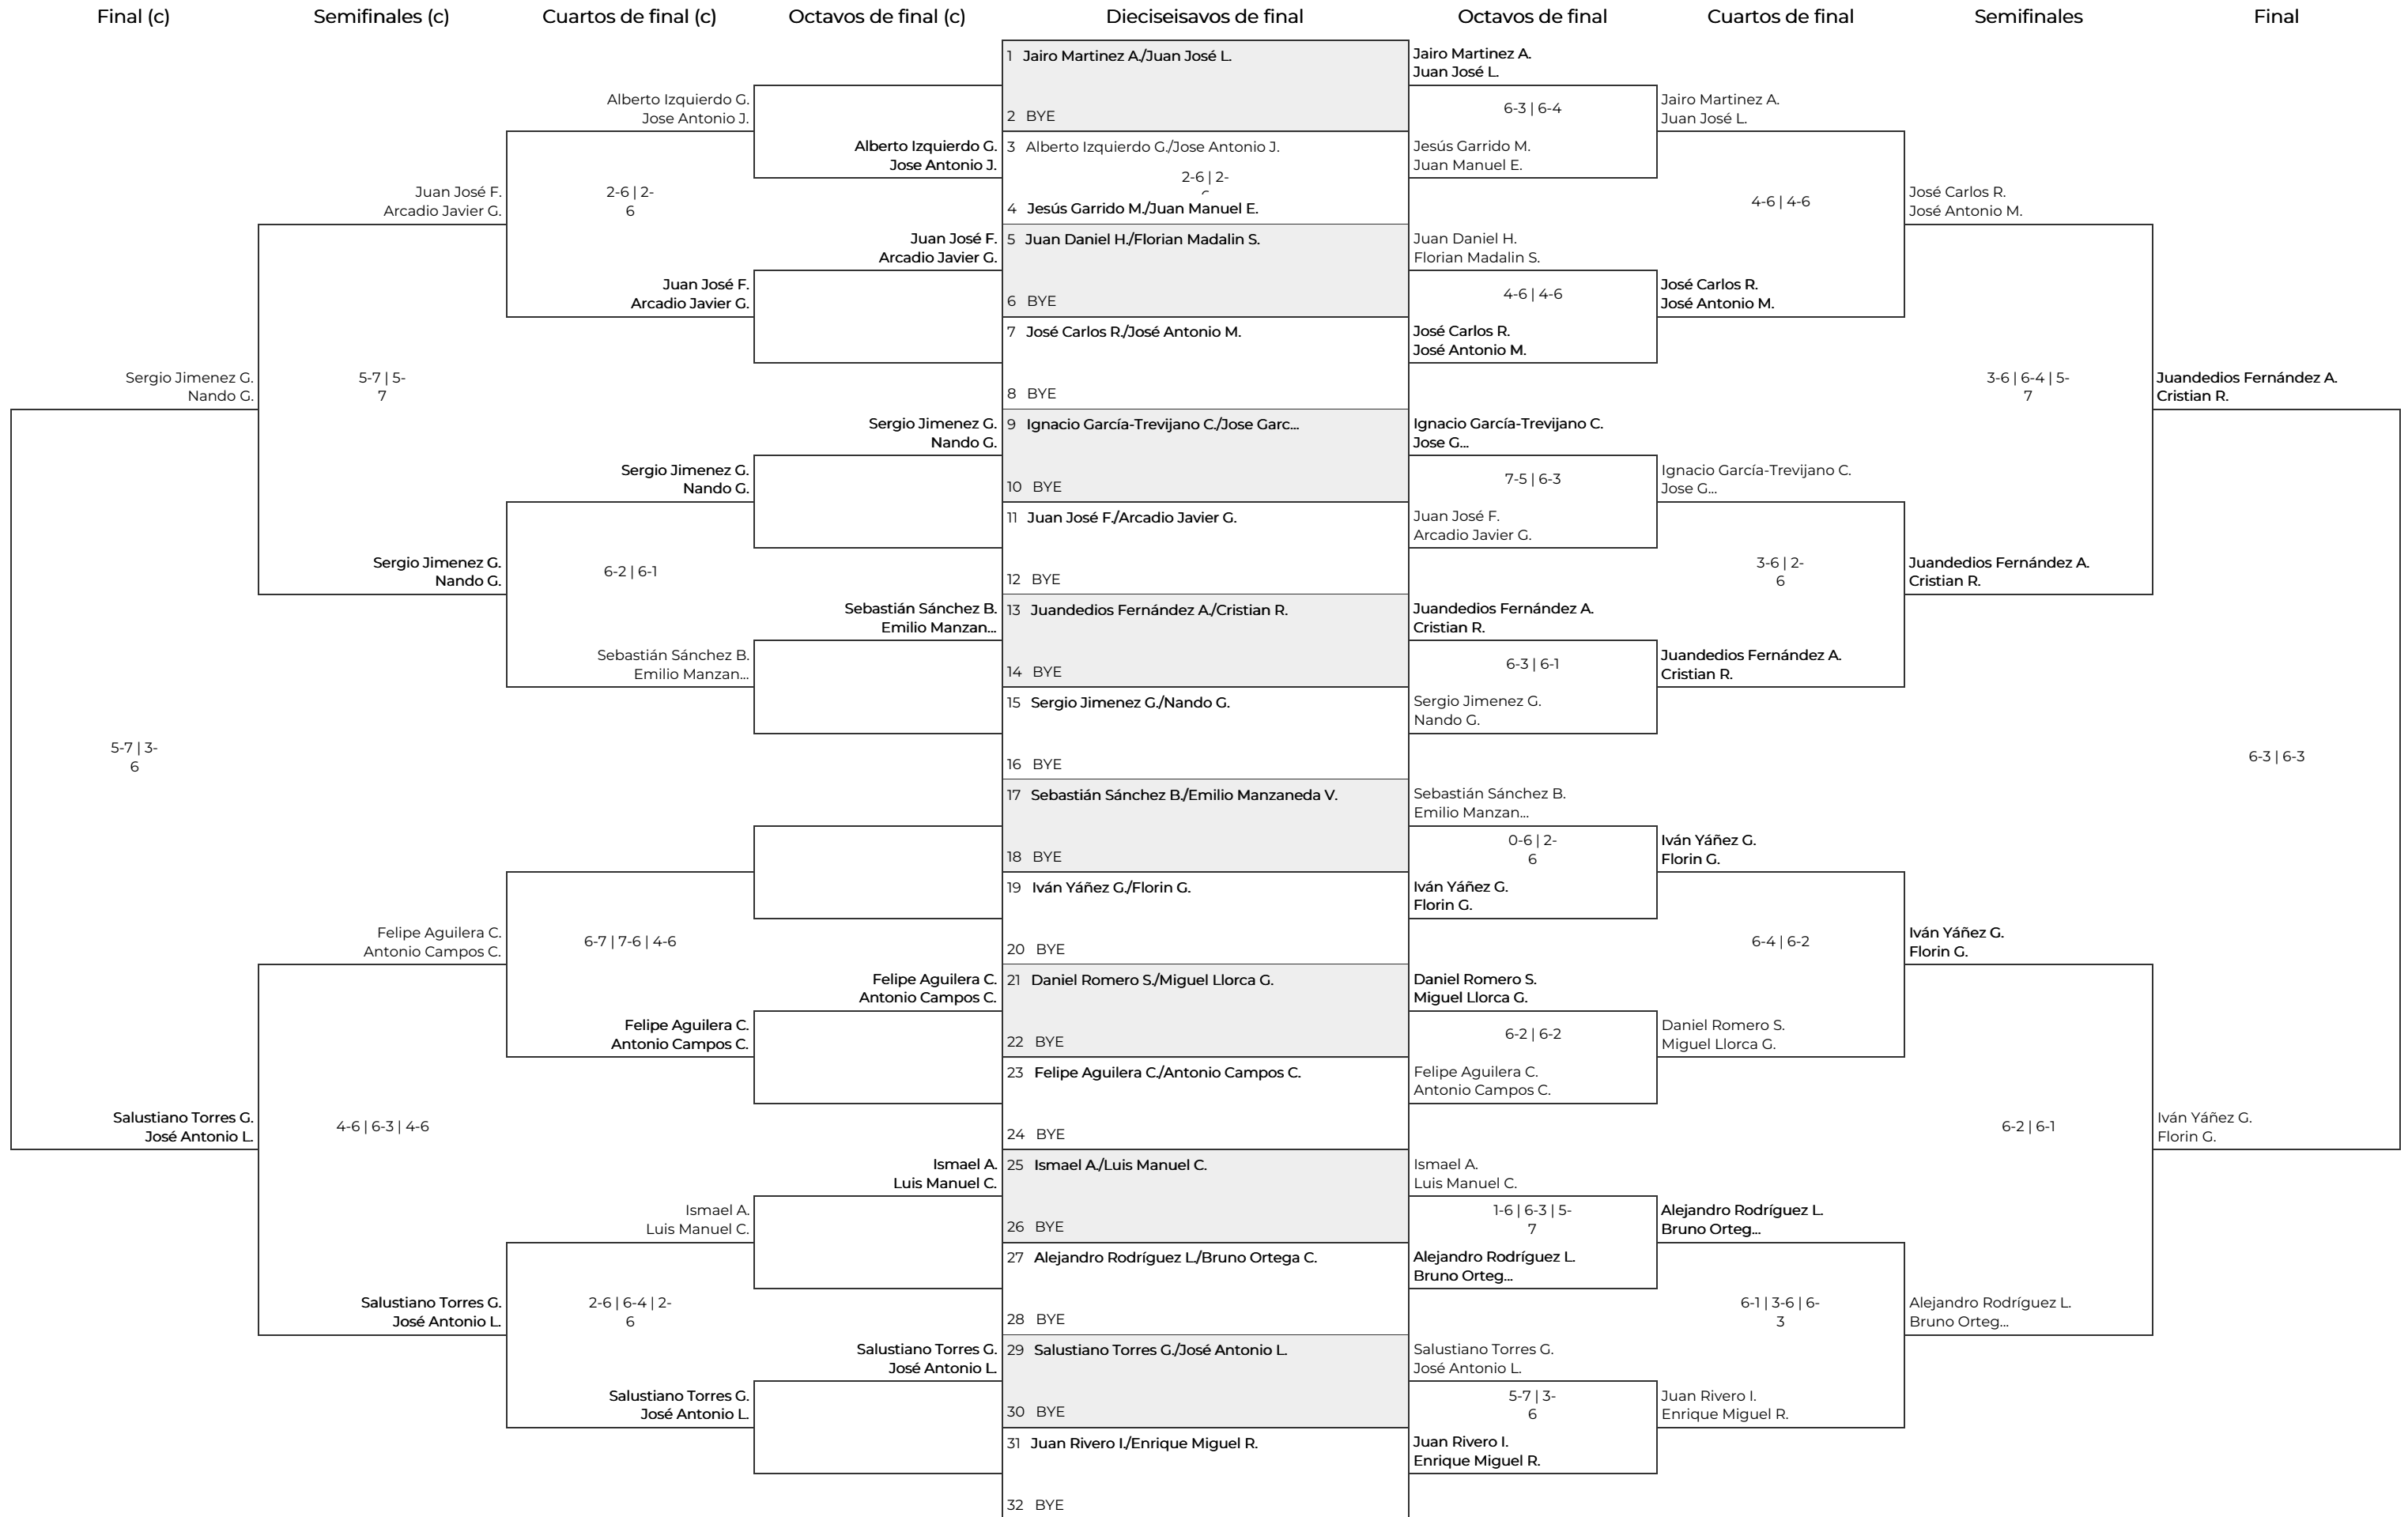 Final (c)
Semifinales (c)
Cuartos de final (c)
Octavos de final (c)
Dieciseisavos de final
Octavos de final
Cuartos de final
Semifinales
Final
Sergio Jimenez G.
Nando G.
5-7 | 3-
6
Salustiano Torres G.
José Antonio L.
Juan José F.
Arcadio Javier G.
5-7 | 5-
7
Sergio Jimenez G.
Nando G.
Felipe Aguilera C.
Antonio Campos C.
4-6 | 6-3 | 4-6
Salustiano Torres G.
José Antonio L.
Alberto Izquierdo G.
Jose Antonio J.
2-6 | 2-
6
Juan José F.
Arcadio Javier G.
Sergio Jimenez G.
Nando G.
6-2 | 6-1
Sebastián Sánchez B.
Emilio Manzan...
6-7 | 7-6 | 4-6
Felipe Aguilera C.
Antonio Campos C.
Ismael A.
Luis Manuel C.
2-6 | 6-4 | 2-
6
Salustiano Torres G.
José Antonio L.
Alberto Izquierdo G.
Jose Antonio J.
Juan José F.
Arcadio Javier G.
Sergio Jimenez G.
Nando G.
Sebastián Sánchez B.
Emilio Manzan...
Felipe Aguilera C.
Antonio Campos C.
Ismael A.
Luis Manuel C.
Salustiano Torres G.
José Antonio L.
1 Jairo Martinez A./Juan José L.
2 BYE
3 Alberto Izquierdo G./Jose Antonio J.
2-6 | 2-
4 Jesús Garrido M./Juan Manuel E.
5 Juan Daniel H./Florian Madalin S.
6 BYE
7 José Carlos R./José Antonio M.
8 BYE
9 Ignacio García-Trevijano C./Jose Garc...
10 BYE
11 Juan José F./Arcadio Javier G.
12 BYE
13 Juandedios Fernández A./Cristian R.
14 BYE
15 Sergio Jimenez G./Nando G.
16 BYE
17 Sebastián Sánchez B./Emilio Manzaneda V.
18 BYE
19 Iván Yáñez G./Florin G.
20 BYE
21 Daniel Romero S./Miguel Llorca G.
22 BYE
23 Felipe Aguilera C./Antonio Campos C.
24 BYE
25 Ismael A./Luis Manuel C.
26 BYE
27 Alejandro Rodríguez L./Bruno Ortega C.
28 BYE
29 Salustiano Torres G./José Antonio L.
30 BYE
31 Juan Rivero I./Enrique Miguel R.
32 BYE
Jairo Martinez A.
Juan José L.
6-3 | 6-4
Jesús Garrido M.
Juan Manuel E.
Juan Daniel H.
Florian Madalin S.
4-6 | 4-6
José Carlos R.
José Antonio M.
Ignacio García-Trevijano C.
Jose G...
7-5 | 6-3
Juan José F.
Arcadio Javier G.
Juandedios Fernández A.
Cristian R.
6-3 | 6-1
Sergio Jimenez G.
Nando G.
Sebastián Sánchez B.
Emilio Manzan...
0-6 | 2-
6
Iván Yáñez G.
Florin G.
Daniel Romero S.
Miguel Llorca G.
6-2 | 6-2
Felipe Aguilera C.
Antonio Campos C.
Ismael A.
Luis Manuel C.
1-6 | 6-3 | 5-
7
Alejandro Rodríguez L.
Bruno Orteg...
Salustiano Torres G.
José Antonio L.
5-7 | 3-
6
Juan Rivero I.
Enrique Miguel R.
Jairo Martinez A.
Juan José L.
4-6 | 4-6
José Carlos R.
José Antonio M.
Ignacio García-Trevijano C.
Jose G...
3-6 | 2-
6
Juandedios Fernández A.
Cristian R.
Iván Yáñez G.
Florin G.
6-4 | 6-2
Daniel Romero S.
Miguel Llorca G.
Alejandro Rodríguez L.
Bruno Orteg...
6-1 | 3-6 | 6-
3
Juan Rivero I.
Enrique Miguel R.
José Carlos R.
José Antonio M.
3-6 | 6-4 | 5-
7
Juandedios Fernández A.
Cristian R.
Iván Yáñez G.
Florin G.
6-2 | 6-1
Alejandro Rodríguez L.
Bruno Orteg...
Juandedios Fernández A.
Cristian R.
6-3 | 6-3
Iván Yáñez G.
Florin G.